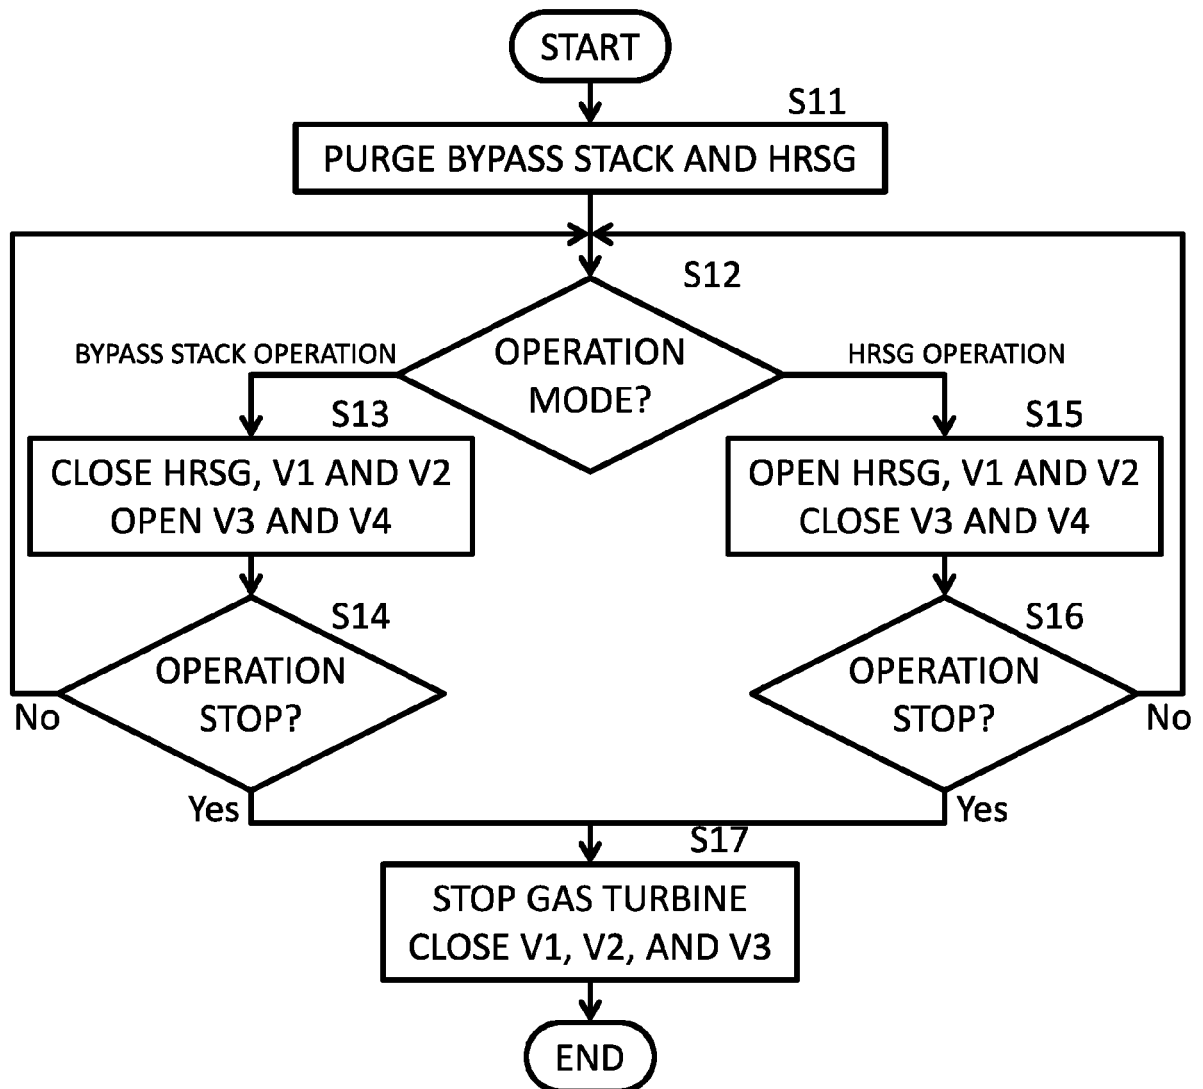 START
S11
PURGE BYPASS STACK AND HRSG
S12
OPERATION
MODE?
BYPASS STACK OPERATION
HRSG OPERATION
S13
CLOSE HRSG, V1 AND V2
OPEN V3 AND V4
S15
OPEN HRSG, V1 AND V2
CLOSE V3 AND V4
S14
OPERATION
STOP?
No
Yes
S16
OPERATION
STOP?
No
Yes
S17
STOP GAS TURBINE
CLOSE V1, V2, AND V3
END